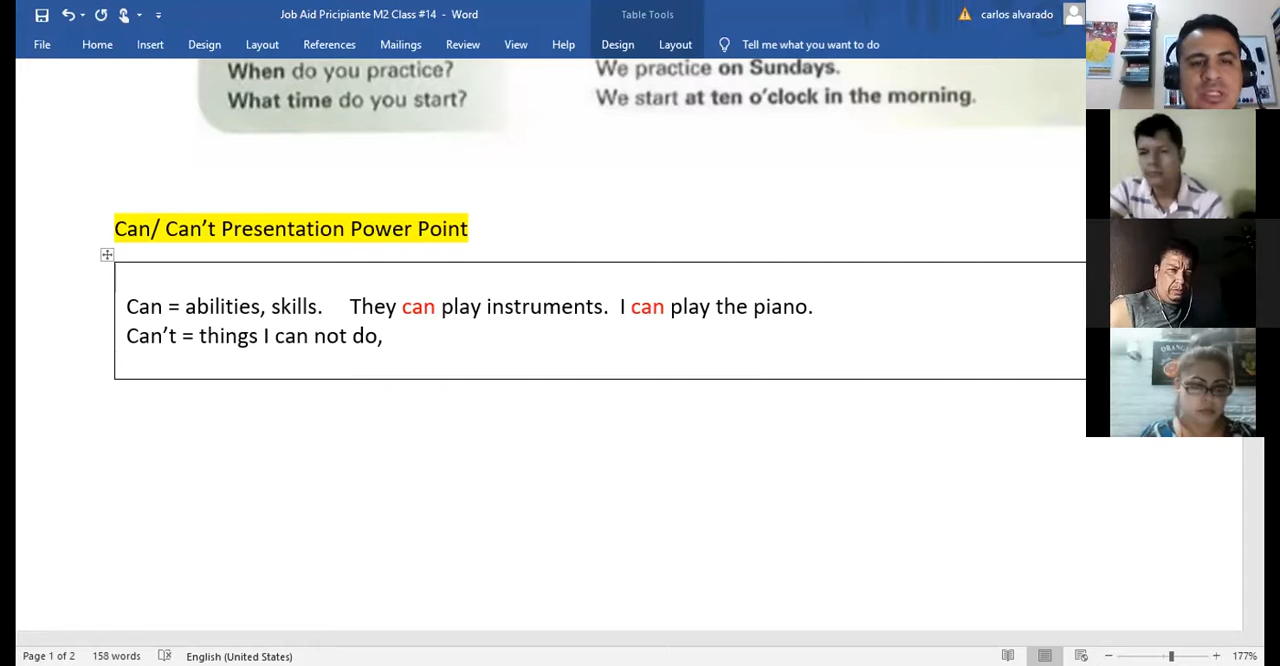 Job Aid Pricipiante M2 Class #14 - Word
Table Tools
carlos alvarado
File Home Insert Design Layout References Mailings Review View Help Design Layout Tell me what you want to do
When do you practice? We practice on Sundays.
What time do you start? We start at ten o'clock in the morning.
Can/ Can't Presentation Power Point
Can = abilities, skills. They can play instruments. I can play the piano.
Can't = things I can not do,
Page 1 of 2 158 words English (United States) 177%